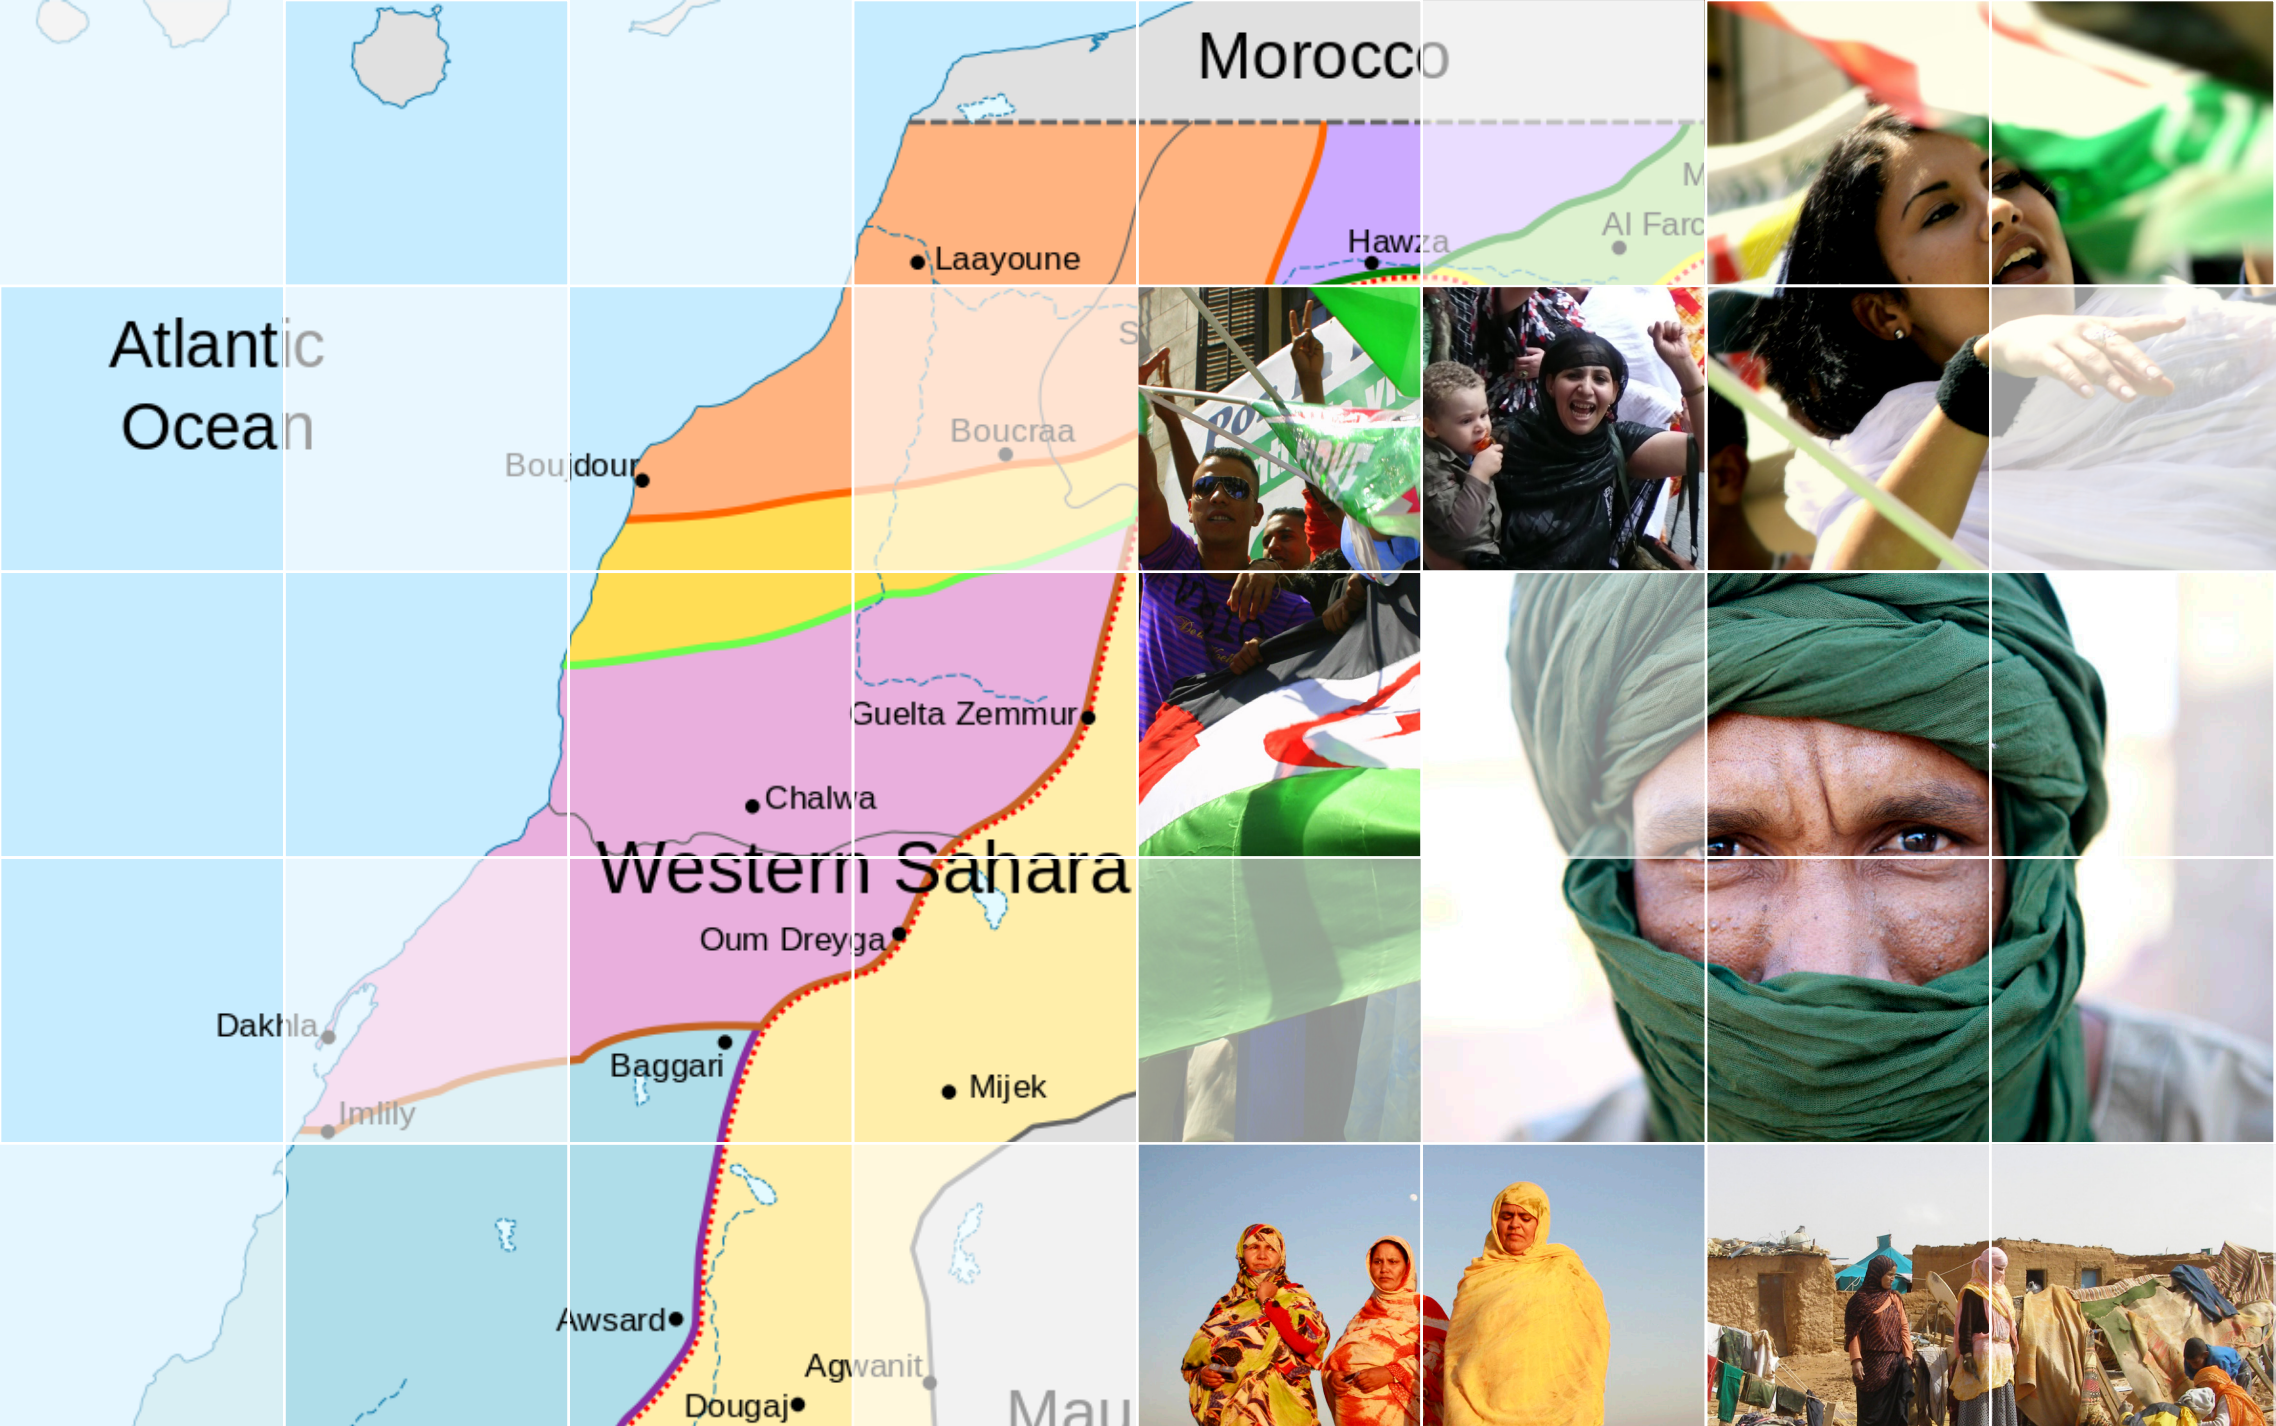 Morocco
M
Al Farc
Hawza
Laayoune
Atlantic
Ocean
S
Boucraa
Boujdour
Guelta Zemmur
Chalwa
Western Sahara
Oum Dreyga
Dakhla
Baggari
Mijek
Imlily
Awsard
Agwanit
Dougaj
Mau